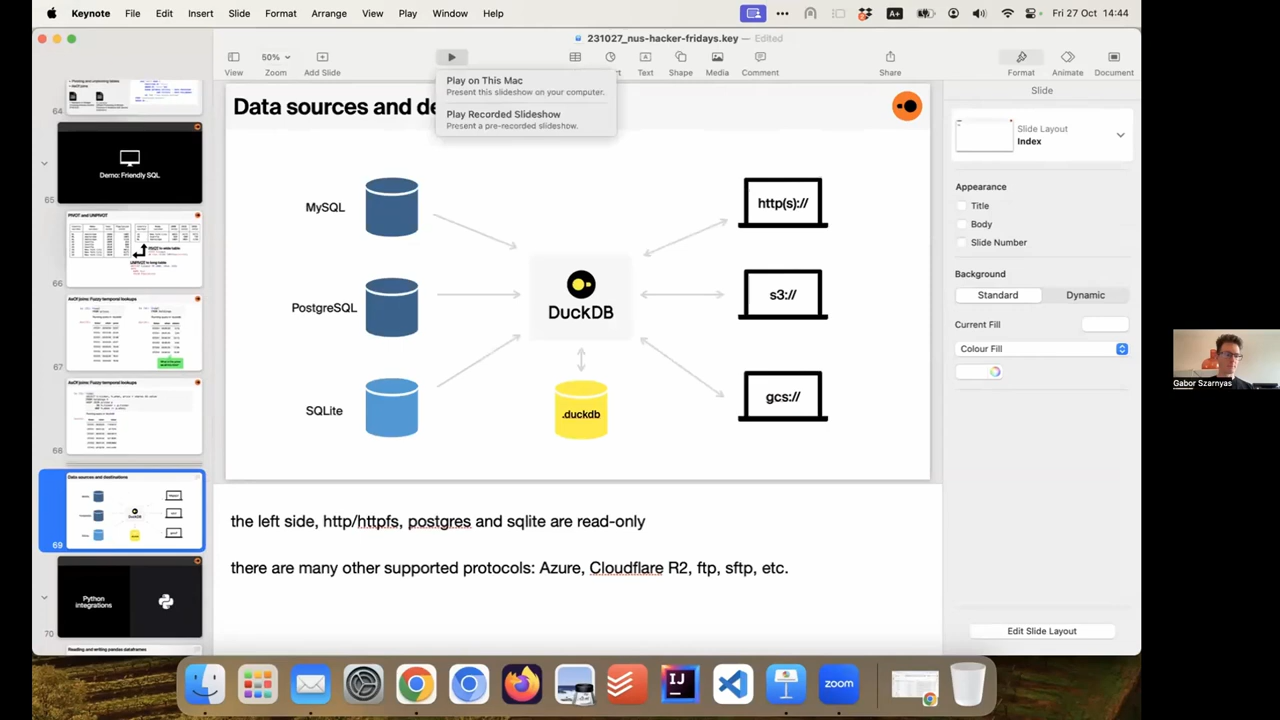 Keynote File Edit Insert Slide Format Arrange View Play Window Help
A+
Fri 27 Oct 14:44
231027_nus-hacker-fridays.key — Edited
50%
View Zoom Add Slide
Text Shape Media Comment
Share
Format Animate Document
Play on This Mac
Present this slideshow on your computer.
Play Recorded Slideshow
Present a pre-recorded slideshow.
64
Demo: Friendly SQL
65
PIVOT and UNPIVOT
66
AsOf joins: Fuzzy temporal lookups
67
AsOf joins: Fuzzy temporal lookups
68
Data sources and destinations
DuckDB
69
Python
integrations
70
Reading and writing pandas dataframes
Data sources and de
MySQL
PostgreSQL
SQLite
DuckDB
.duckdb
http(s)://
s3://
gcs://
the left side, http/httpfs, postgres and sqlite are read-only
there are many other supported protocols: Azure, Cloudflare R2, ftp, sftp, etc.
Slide
Slide Layout
Index
Appearance
Title
Body
Slide Number
Background
Standard Dynamic
Current Fill
Colour Fill
Edit Slide Layout
Gabor Szarnyas
IJ
zoom